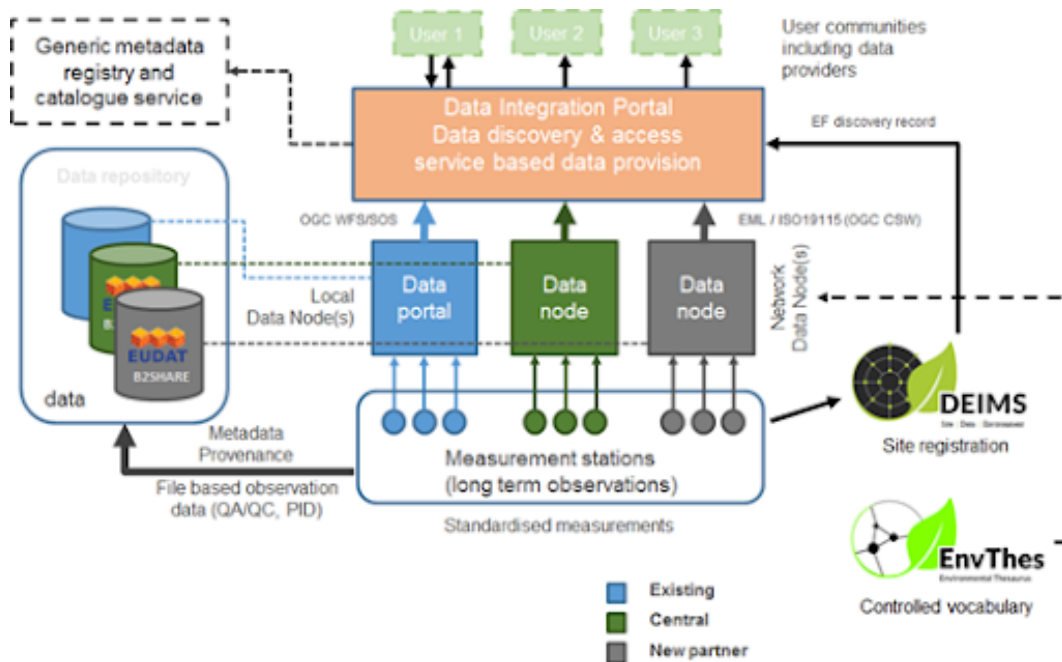 User 1
User 2
User 3
User communities
including data
providers
Generic metadata
registry and
catalogue service
Data Integration Portal
Data discovery & access
service based data provision
EF discovery record
Data repository
OGC WFS/SOS
EML / ISO19115 (OGC CSW)
Local
Data Node(s)
Data
portal
Data
node
Data
node
Network
Data Node(s)
EUDAT
B2SHARE
data
DEIMS
Site registration
Metadada
Provenance
File based observation
data (QA/QC, PID)
Measurement stations
(long term observations)
Standardised measurements
EnvThes
Environmental Thesaurus
Controlled vocabulary
Existing
Central
New partner